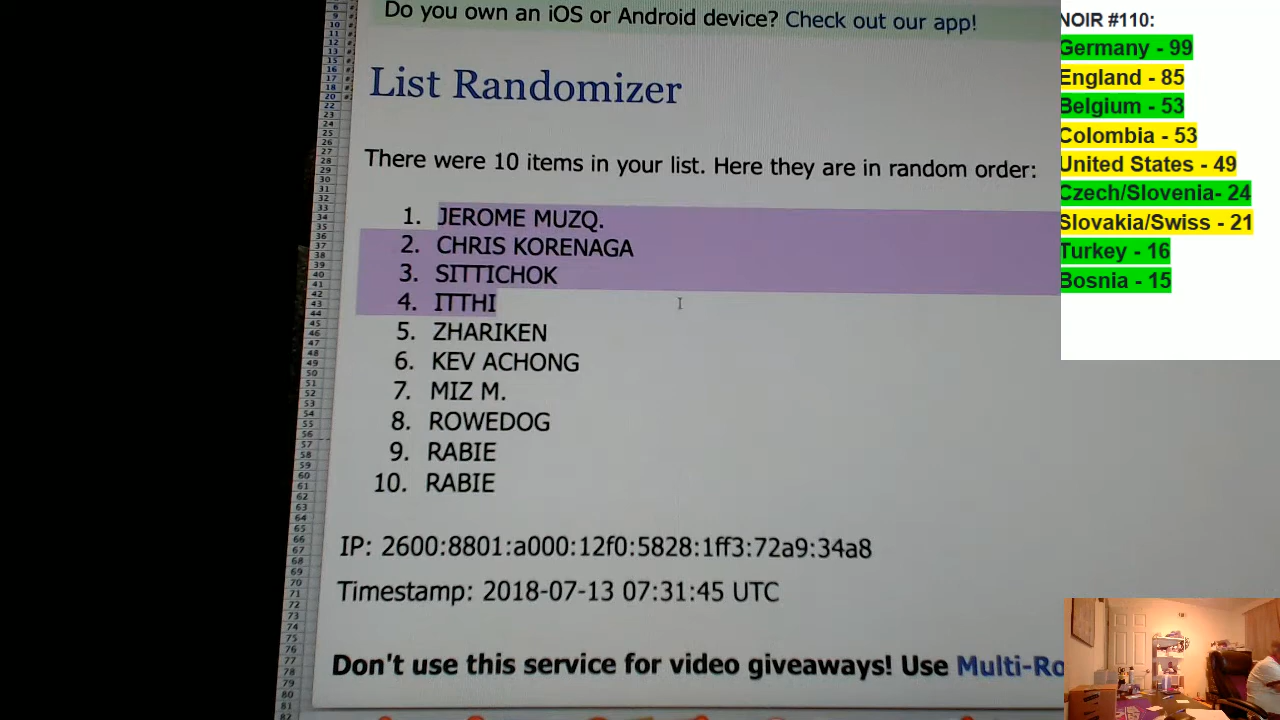 Do you own an iOS or Android device? Check out our app!
List Randomizer
There were 10 items in your list. Here they are in random order:
1. JEROME MUZQ.
2. CHRIS KORENAGA
3. SITTICHOK
4. ITTHI
5. ZHARIKEN
6. KEV ACHONG
7. MIZ M.
8. ROWEDOG
9. RABIE
10. RABIE
IP: 2600:8801:a000:12f0:5828:1ff3:72a9:34a8
Timestamp: 2018-07-13 07:31:45 UTC
Don't use this service for video giveaways! Use Multi-Ro
NOIR #110:
Germany - 99
England - 85
Belgium - 53
Colombia - 53
United States - 49
Czech/Slovenia- 24
Slovakia/Swiss - 21
Turkey - 16
Bosnia - 15